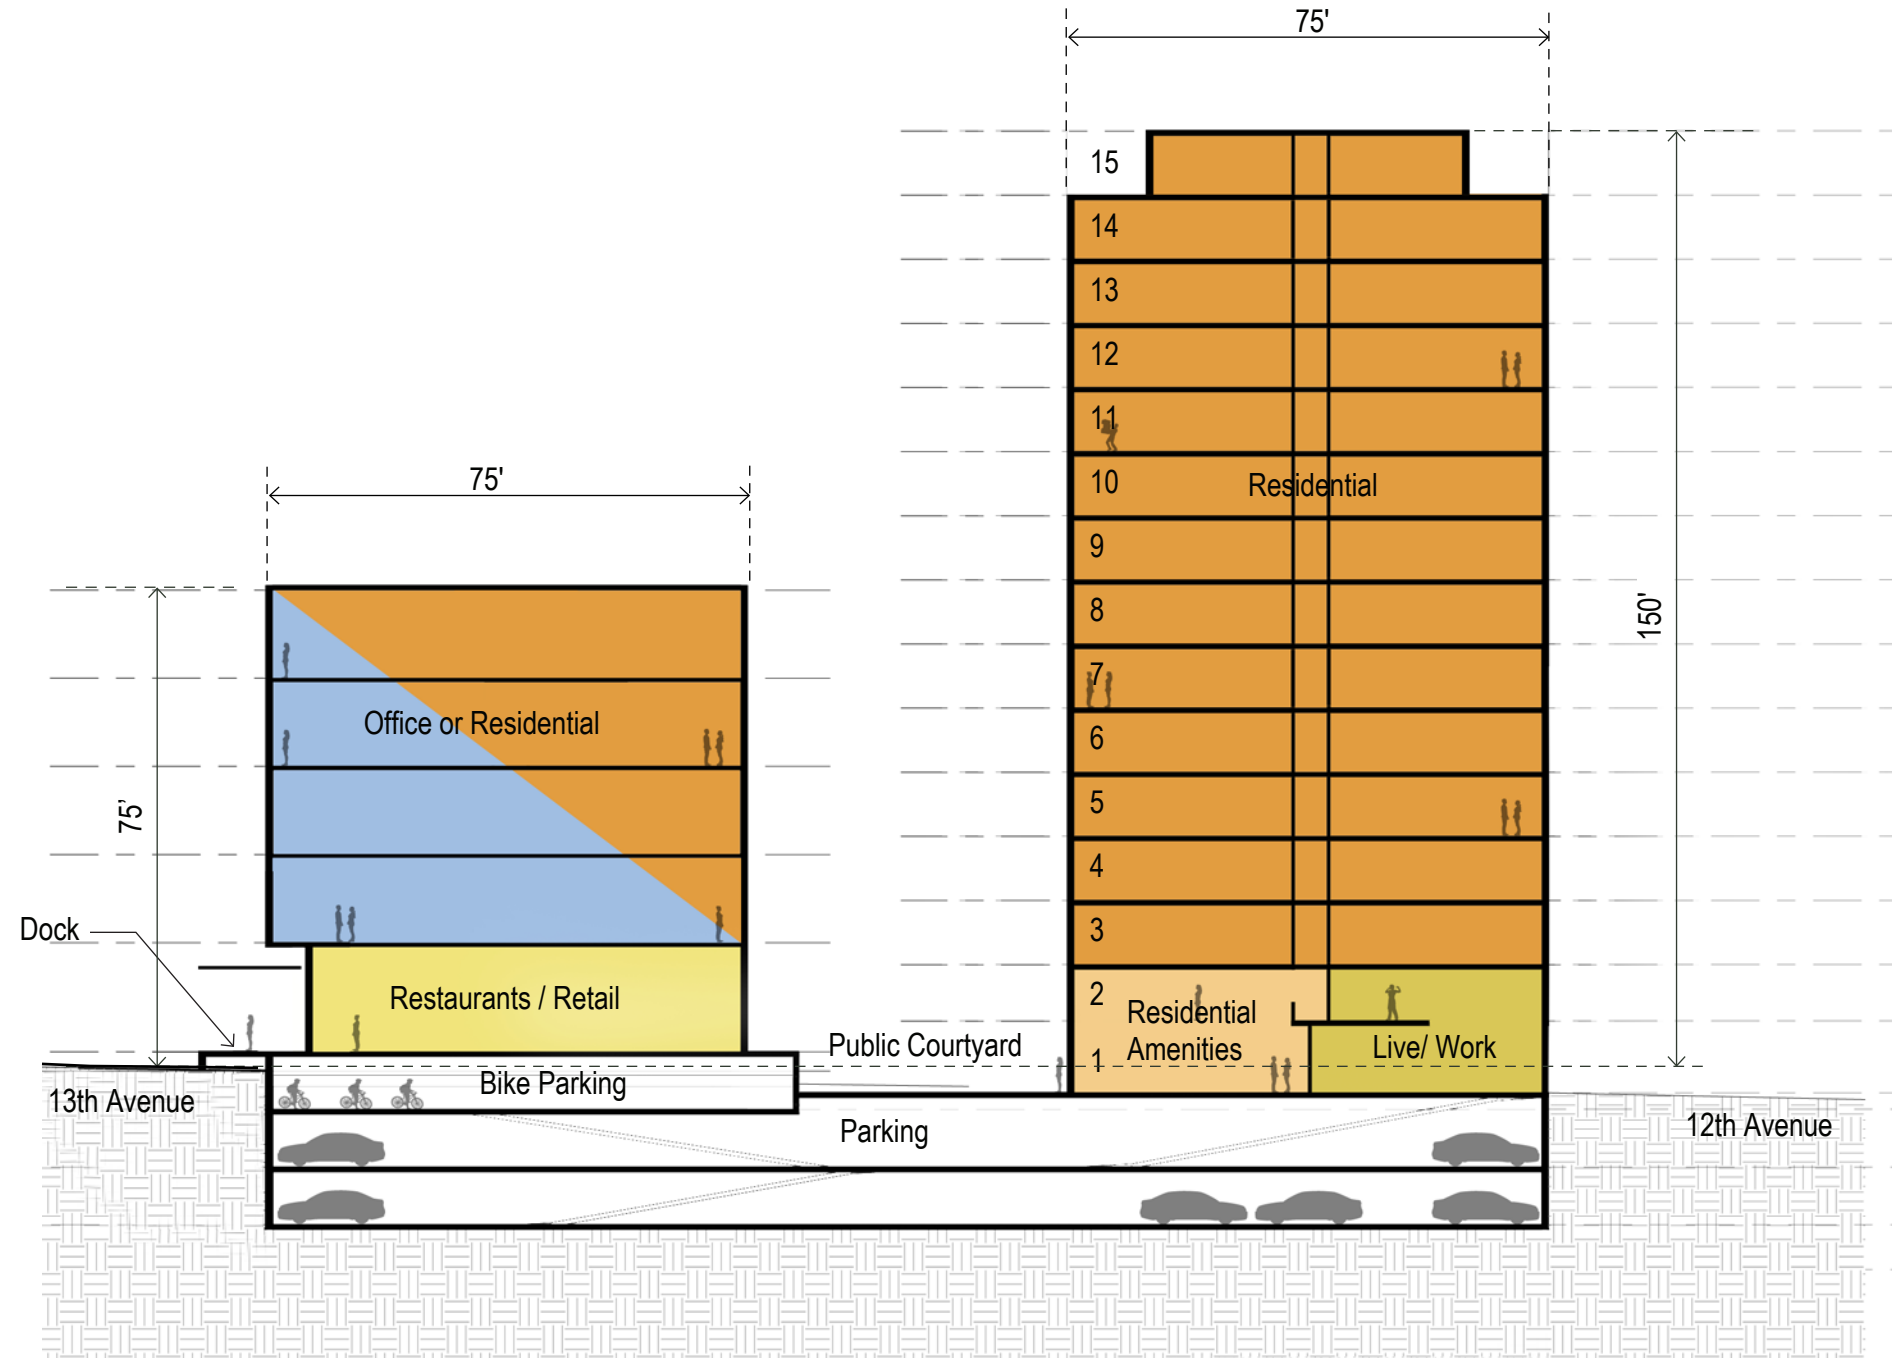 75'
15
14
13
12
11
10
Residential
9
8
7
6
5
4
3
2
1
Residential
Amenities
Live/ Work
150'
75'
75'
Office or Residential
Dock
Restaurants / Retail
Public Courtyard
Bike Parking
13th Avenue
Parking
12th Avenue